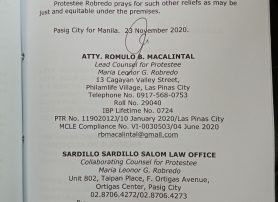 Protestee Robredo prays for such other reliefs as may be
just and equitable under the premises.
Pasig City for Manila. 23 November 2020.
ATTY. ROMULO B. MACALINTAL
Lead Counsel for Protestee
Maria Leonor G. Robredo
13 Cagayan Valley Street,
Philamlife Village, Las Pinas City
Telephone No. 0917-568-0753
Roll No. 29040
IBP Lifetime No. 0724
PTR No. 11902012J/10 January 2020/Las Pinas City
MCLE Compliance No. VI-0030503/04 June 2020
rbmacalintal@gmail.com
SARDILLO SARDILLO SALOM LAW OFFICE
Collaborating Counsel for Protestee
Maria Leonor G. Robredo
Unit 802, Taipan Place, F. Ortigas Avenue,
Ortigas Center, Pasig City
02.8706.4272/02.8706.4273